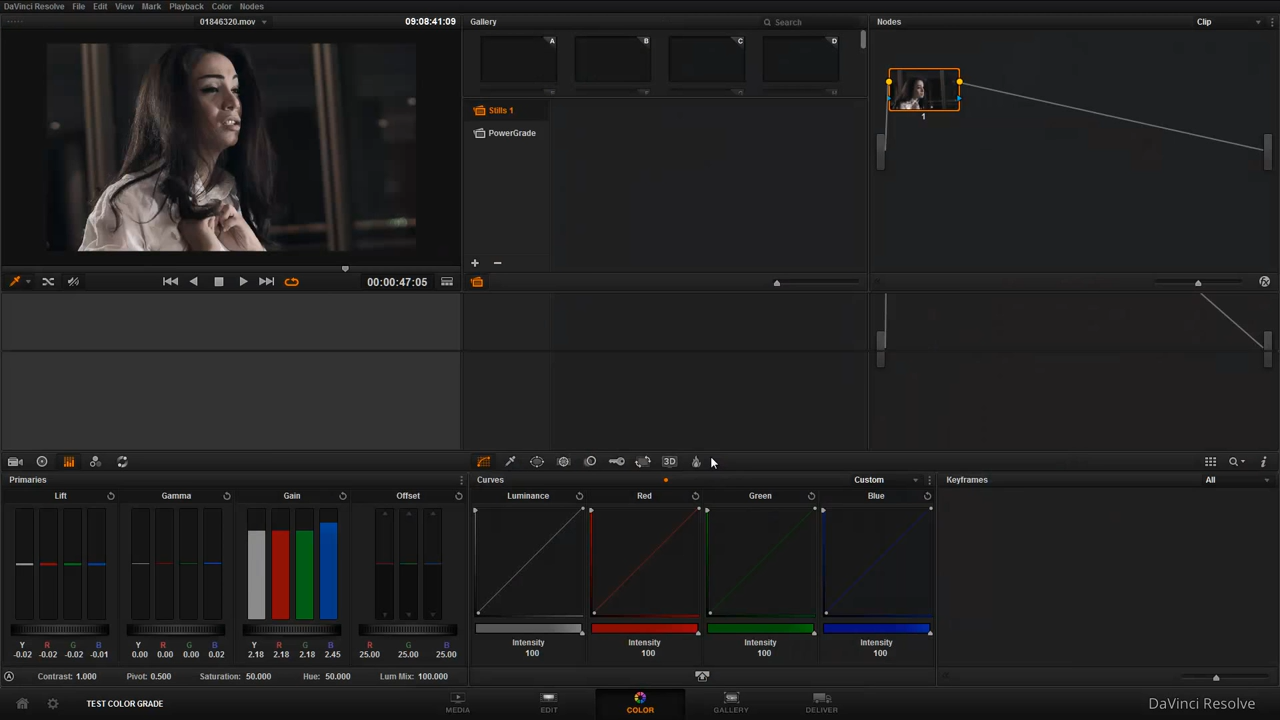 DaVinci Resolve File Edit View Mark Playback Color Nodes
01846320.mov 09:08:41:09
Gallery Search
Nodes Clip
A B C D
Stills 1
PowerGrade
1
00:00:47:05
3D
Primaries
Lift Gamma Gain Offset
Y R G B Y R G B Y R G B R G B
-0.02 -0.02 -0.02 -0.01 0.00 0.00 0.00 0.02 2.18 2.18 2.18 2.45 25.00 25.00 25.00
A Contrast: 1.000 Pivot: 0.500 Saturation: 50.000 Hue: 50.000 Lum Mix: 100.000
Curves Custom
Luminance Red Green Blue
Intensity Intensity Intensity Intensity
100 100 100 100
Keyframes All
TEST COLOR GRADE
MEDIA EDIT COLOR GALLERY DELIVER
DaVinci Resolve